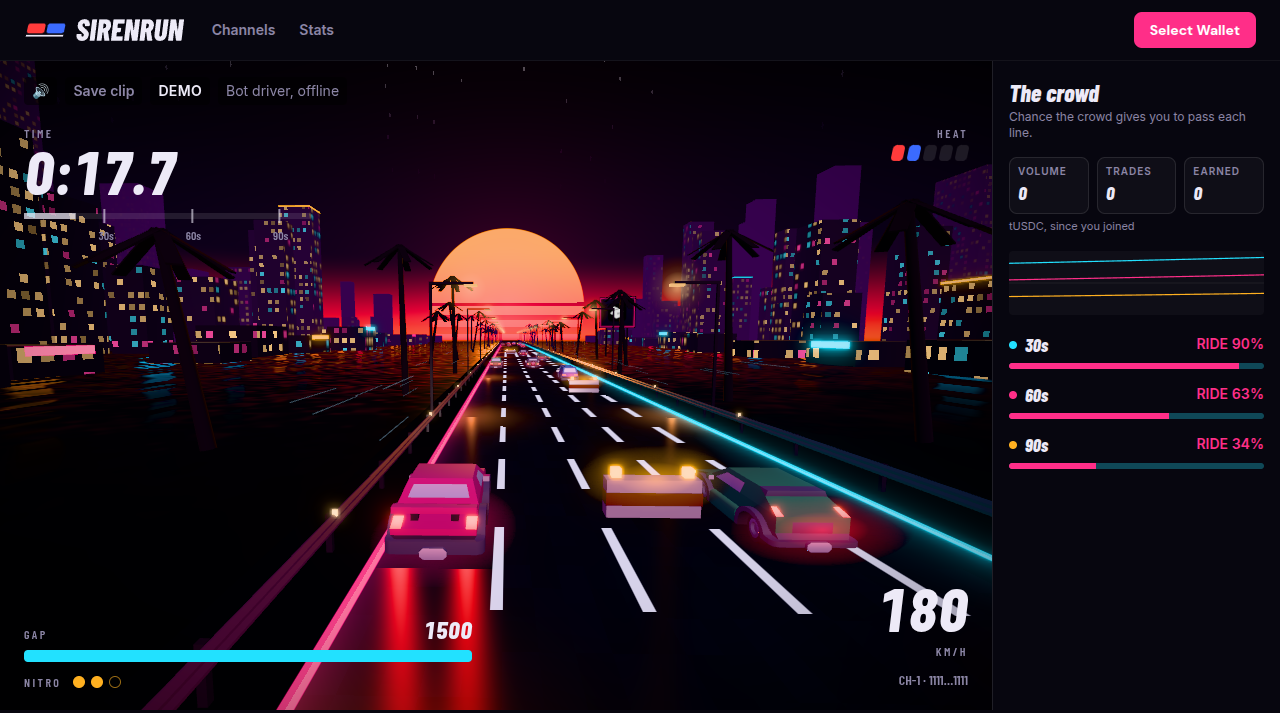 SIRENRUN
Channels
Stats
Select Wallet
Save clip
DEMO
Bot driver, offline
TIME
0:17.7
30s
60s
90s
HEAT
GAP
1500
NITRO
180
KM/H
CH-1 · 1111...1111
The crowd
Chance the crowd gives you to pass each
line.
VOLUME
0
TRADES
0
EARNED
0
tUSDC, since you joined
30s
RIDE 90%
60s
RIDE 63%
90s
RIDE 34%